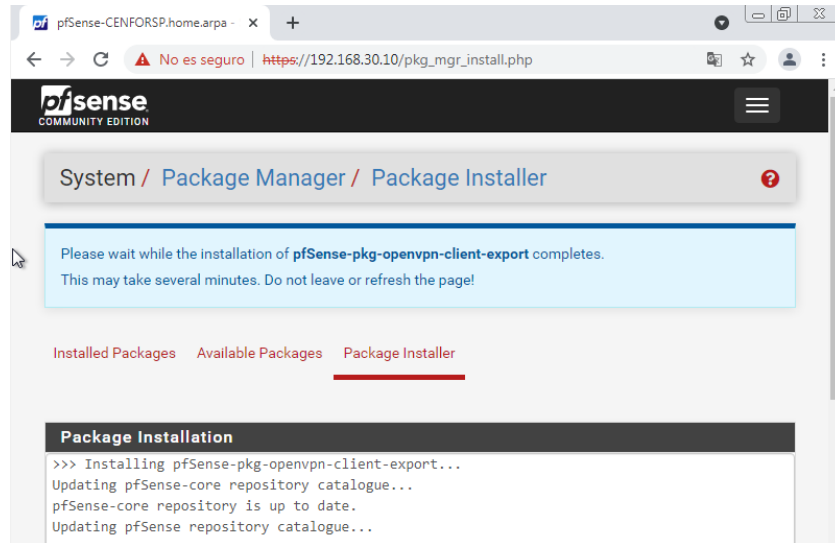 pfSense-CENFORSP.home.arpa -
No es seguro | https://192.168.30.10/pkg_mgr_install.php
pfsense
COMMUNITY EDITION
System / Package Manager / Package Installer
Please wait while the installation of pfSense-pkg-openvpn-client-export completes.
This may take several minutes. Do not leave or refresh the page!
Installed Packages Available Packages Package Installer
Package Installation
>>> Installing pfSense-pkg-openvpn-client-export...
Updating pfSense-core repository catalogue...
pfSense-core repository is up to date.
Updating pfSense repository catalogue...